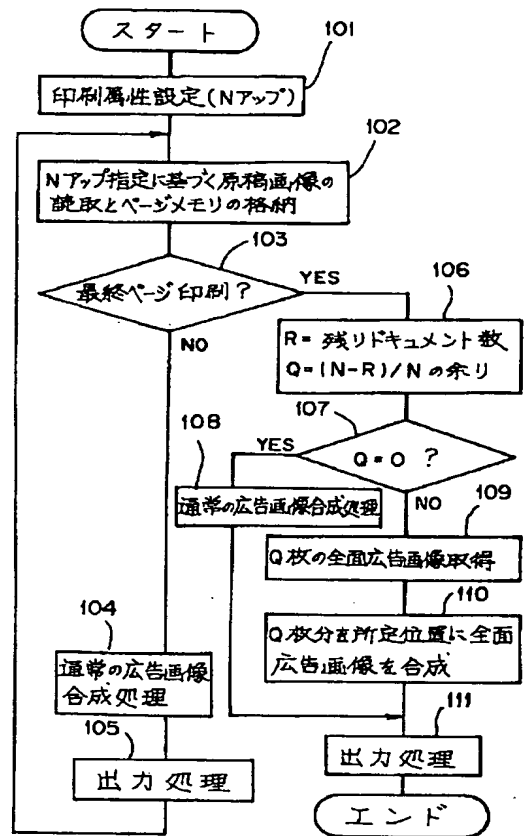 スタート
101
印刷属性設定(Nアップ)
102
Nアップ指定に基づく原稿画像の
読取とページメモリの格納
103
最終ページ印刷?
YES
NO
106
R=残りドキュメント数
Q=(N-R)/Nの余り
107
Q=0 ?
YES
NO
108
通常の広告画像合成処理
109
Q枚の全面広告画像取得
110
Q枚分を所定位置に全面
広告画像を合成
104
通常の広告画像
合成処理
105
出力処理
111
出力処理
エンド